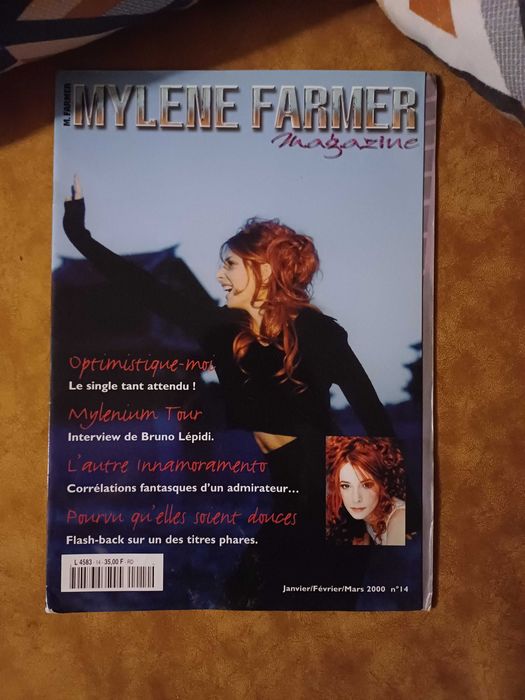 M. FARMER
MYLENE FARMER
Magazine
Optimistique-moi
Le single tant attendu !
Mylenium Tour
Interview de Bruno Lépidi.
L'autre Innamoramento
Corrélations fantasques d'un admirateur...
Pourvu qu'elles soient douces
Flash-back sur un des titres phares.
L 4583 - 14 - 35,00 F - RD
Janvier/Février/Mars 2000 n°14